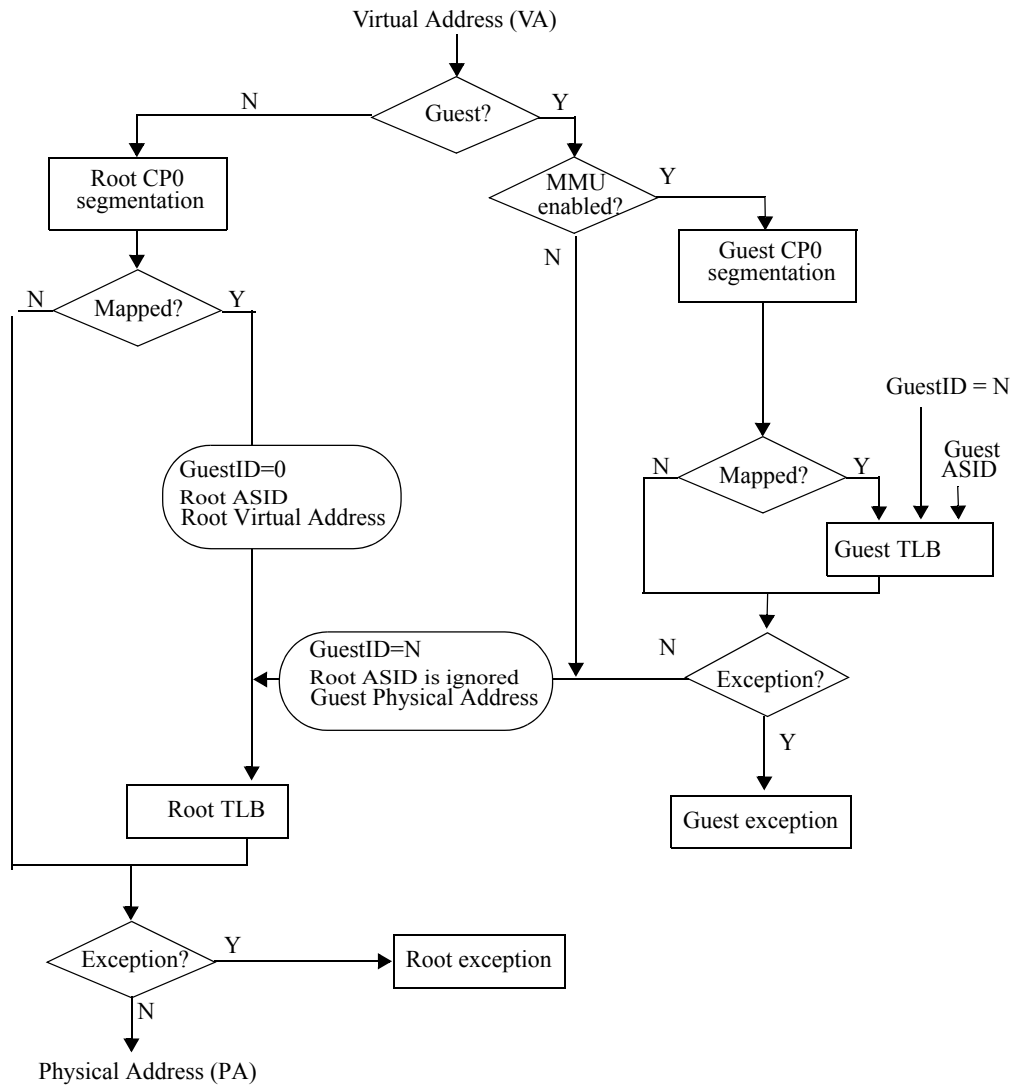 Virtual Address (VA)
N
Guest?
Y
Root CP0
segmentation
MMU
enabled?
Y
N
Guest CP0
segmentation
N
Mapped?
Y
GuestID = N
Guest
ASID
N
Mapped?
Y
GuestID=0
Root ASID
Root Virtual Address
Guest TLB
GuestID=N
Root ASID is ignored
Guest Physical Address
N
Exception?
Y
Root TLB
Guest exception
Exception?
Y
Root exception
N
Physical Address (PA)